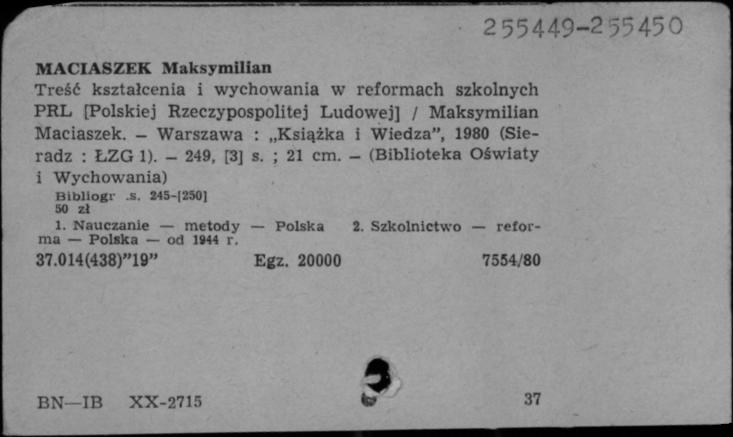 255449-255450
MACIASZEK Maksymilian
Treść kształcenia i wychowania w reformach szkolnych
PRL [Polskiej Rzeczypospolitej Ludowej] / Maksymilian
Maciaszek. — Warszawa : „Książka i Wiedza”, 1980 (Sie-
radz : ŁZG 1). — 249, [3] s. ; 21 cm. — (Biblioteka Oświaty
i Wychowania)
Bibliogr .s. 245-[250]
50 zł
1. Nauczanie — metody — Polska 2. Szkolnictwo — refor-
ma — Polska — od 1944 r.
37.014(438)”19” Egz. 20000 7554/80
BN—IB XX-2715 37